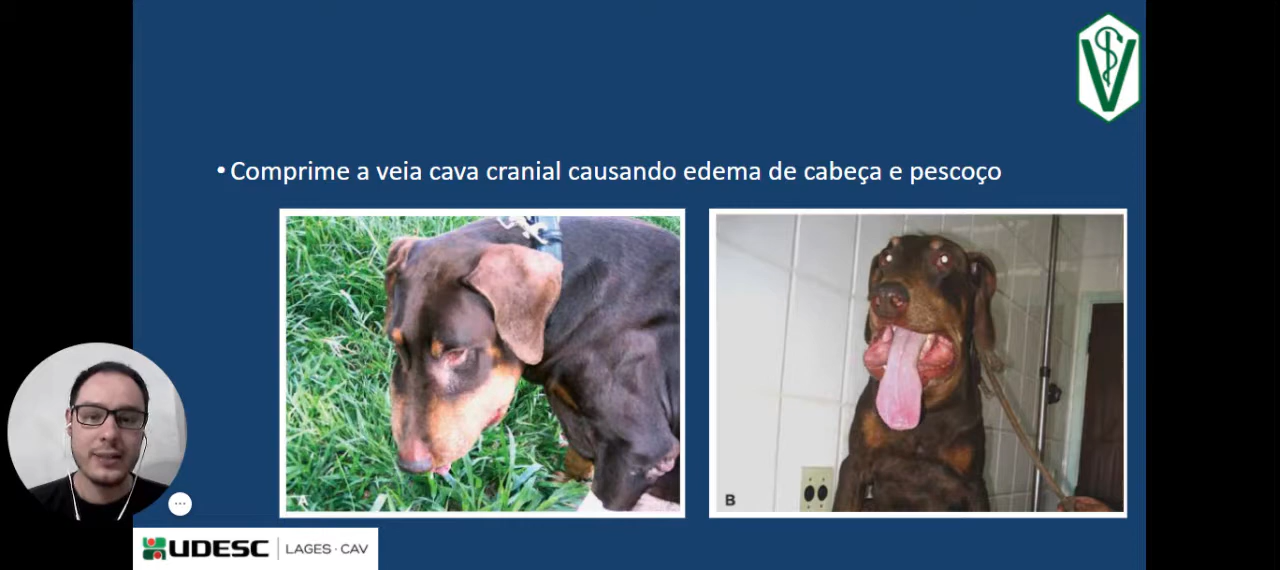 • Comprime a veia cava cranial causando edema de cabeça e pescoço
A
B
UDESC | LAGES · CAV